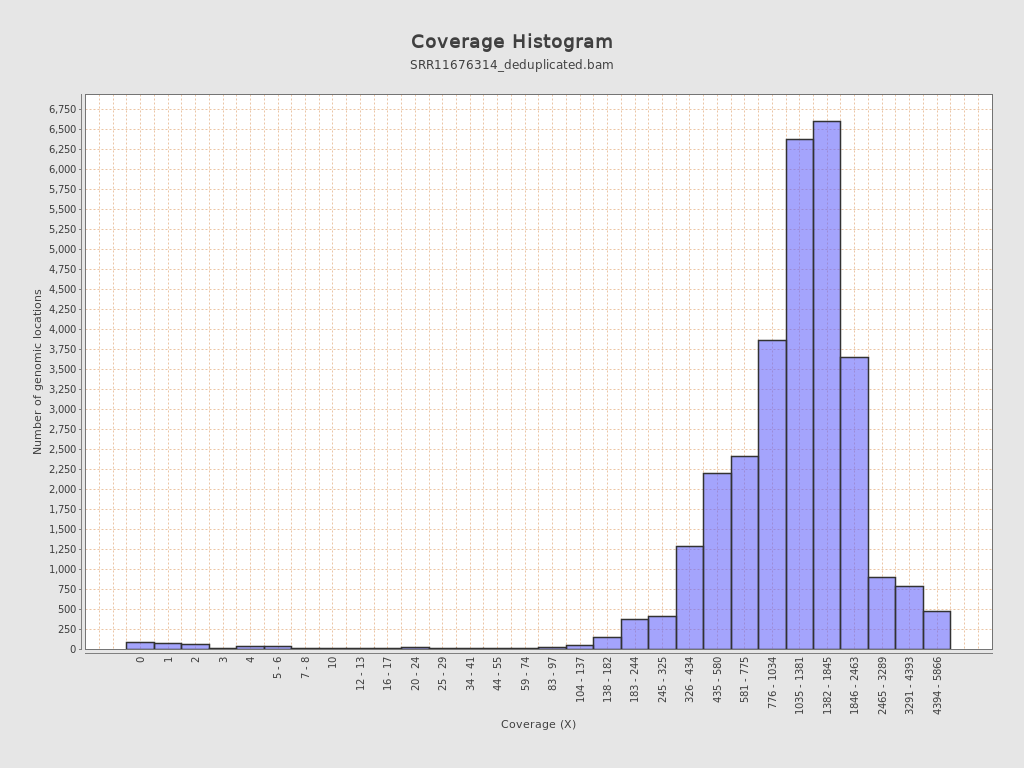 Coverage Histogram
SRR11676314_deduplicated.bam
Number of genomic locations
6,750
6,500
6,250
6,000
5,750
5,500
5,250
5,000
4,750
4,500
4,250
4,000
3,750
3,500
3,250
3,000
2,750
2,500
2,250
2,000
1,750
1,500
1,250
1,000
750
500
250
0
0
1
2
3
4
5 - 6
7 - 8
10
12 - 13
16 - 17
20 - 24
25 - 29
34 - 41
44 - 55
59 - 74
83 - 97
104 - 137
138 - 182
183 - 244
245 - 325
326 - 434
435 - 580
581 - 775
776 - 1034
1035 - 1381
1382 - 1845
1846 - 2463
2465 - 3289
3291 - 4393
4394 - 5866
Coverage (X)